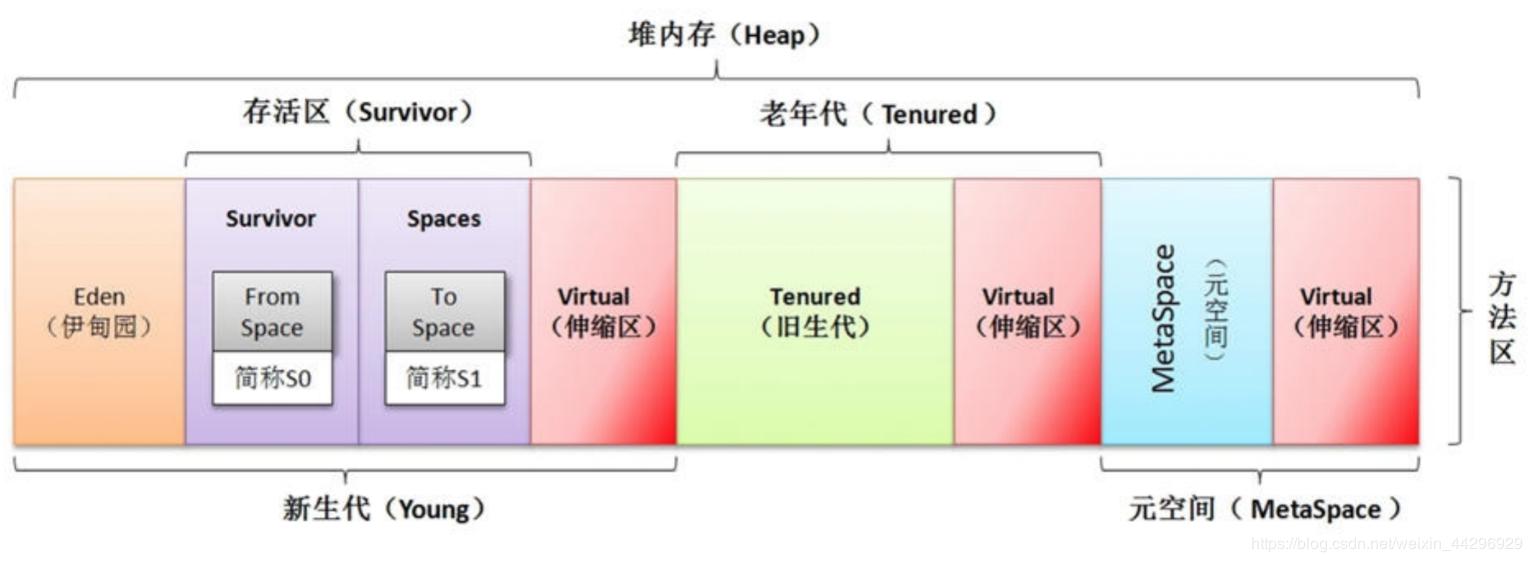 堆内存（Heap）
存活区（Survivor）
老年代（ Tenured ）
Survivor
Spaces
Eden
（伊甸园）
From
Space
简称S0
To
Space
简称S1
Virtual
（伸缩区）
Tenured
（旧生代）
Virtual
（伸缩区）
MetaSpace
（元空间）
Virtual
（伸缩区）
方法区
新生代（Young）
元空间（ MetaSpace ）
https://blog.csdn.net/weixin_44296929